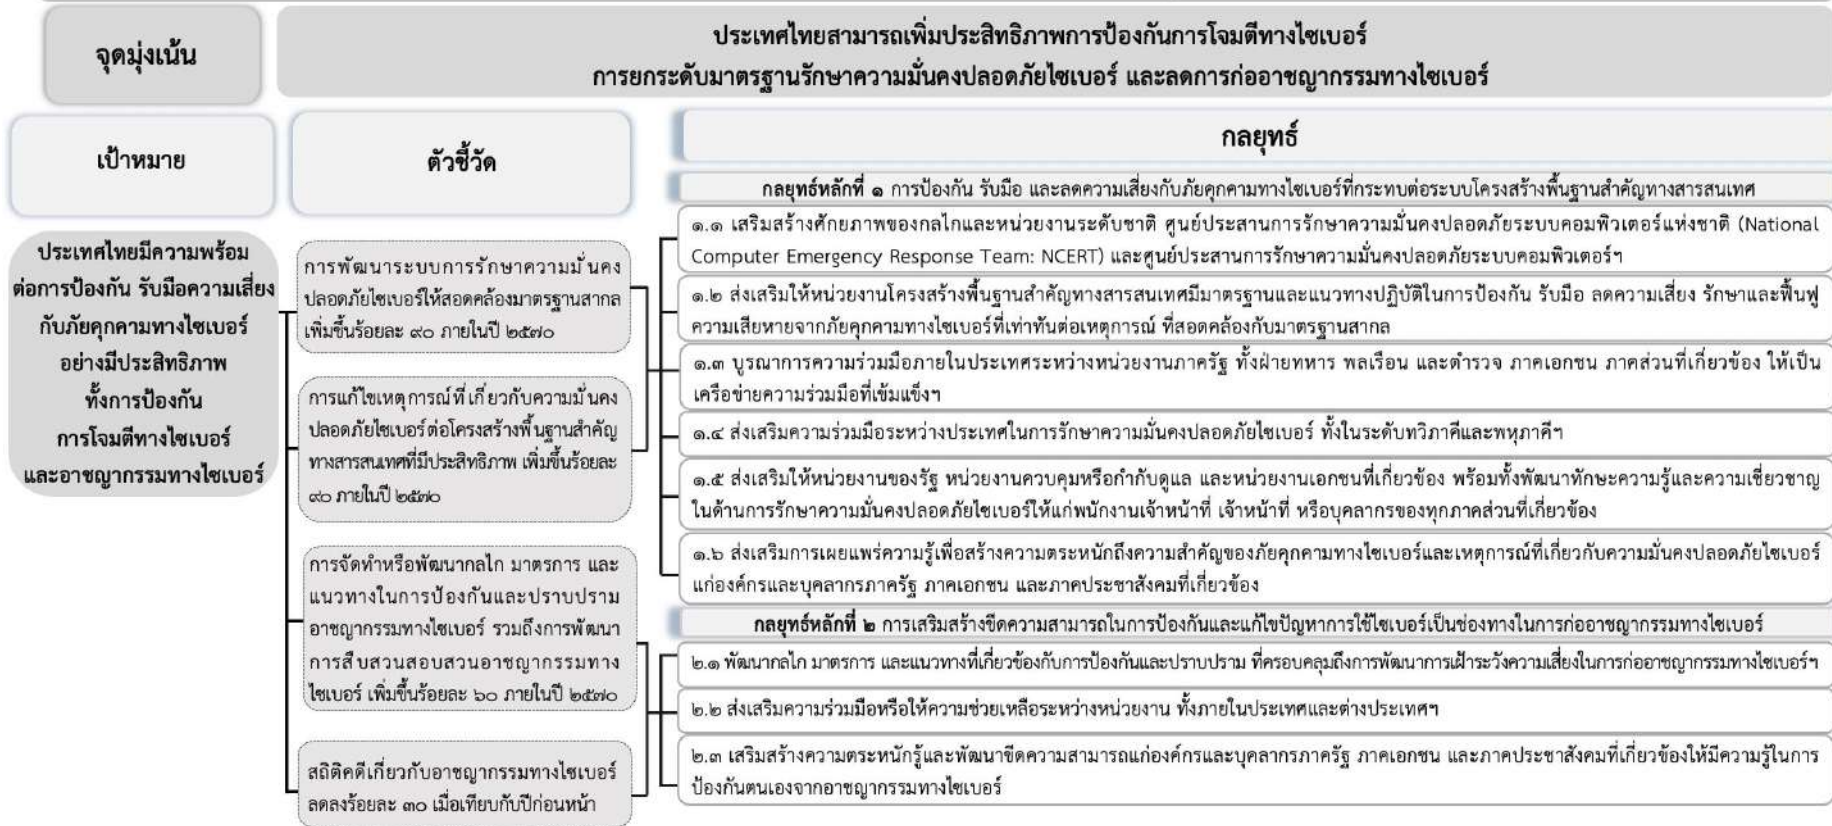 จุดมุ่งเน้น
ประเทศไทยสามารถเพิ่มประสิทธิภาพการป้องกันการโจมตีทางไซเบอร์
การยกระดับมาตรฐานรักษาความมั่นคงปลอดภัยไซเบอร์ และลดการก่ออาชญากรรมทางไซเบอร์
เป้าหมาย
ประเทศไทยมีความพร้อม
ต่อการป้องกัน รับมือความเสี่ยง
กับภัยคุกคามทางไซเบอร์
อย่างมีประสิทธิภาพ
ทั้งการป้องกัน
การโจมตีทางไซเบอร์
และอาชญากรรมทางไซเบอร์
ตัวชี้วัด
การพัฒนาระบบการรักษาความมั่นคง
ปลอดภัยไซเบอร์ให้สอดคล้องมาตรฐานสากล
เพิ่มขึ้นร้อยละ ๙๐ ภายในปี ๒๕๗๐
การแก้ไขเหตุการณ์ที่เกี่ยวกับความมั่นคง
ปลอดภัยไซเบอร์ต่อโครงสร้างพื้นฐานสำคัญ
ทางสารสนเทศที่มีประสิทธิภาพ เพิ่มขึ้นร้อยละ
๙๐ ภายในปี ๒๕๗๐
การจัดทำหรือพัฒนากลไก มาตรการ และ
แนวทางในการป้องกันและปราบปราม
อาชญากรรมทางไซเบอร์ รวมถึงการพัฒนา
การสืบสวนสอบสวนอาชญากรรมทาง
ไซเบอร์ เพิ่มขึ้นร้อยละ ๖๐ ภายในปี ๒๕๗๐
สถิติคดีเกี่ยวกับอาชญากรรมทางไซเบอร์
ลดลงร้อยละ ๓๐ เมื่อเทียบกับปีก่อนหน้า
กลยุทธ์
กลยุทธ์หลักที่ ๑ การป้องกัน รับมือ และลดความเสี่ยงกับภัยคุกคามทางไซเบอร์ที่กระทบต่อระบบโครงสร้างพื้นฐานสำคัญทางสารสนเทศ
๑.๑ เสริมสร้างศักยภาพของกลไกและหน่วยงานระดับชาติ ศูนย์ประสานการรักษาความมั่นคงปลอดภัยระบบคอมพิวเตอร์แห่งชาติ (National
Computer Emergency Response Team: NCERT) และศูนย์ประสานการรักษาความมั่นคงปลอดภัยระบบคอมพิวเตอร์ฯ
๑.๒ ส่งเสริมให้หน่วยงานโครงสร้างพื้นฐานสำคัญทางสารสนเทศมีมาตรฐานและแนวทางปฏิบัติในการป้องกัน รับมือ ลดความเสี่ยง รักษาและฟื้นฟู
ความเสียหายจากภัยคุกคามทางไซเบอร์ที่เท่าทันต่อเหตุการณ์ ที่สอดคล้องกับมาตรฐานสากล
๑.๓ บูรณาการความร่วมมือภายในประเทศระหว่างหน่วยงานภาครัฐ ทั้งฝ่ายทหาร พลเรือน และตำรวจ ภาคเอกชน ภาคส่วนที่เกี่ยวข้อง ให้เป็น
เครือข่ายความร่วมมือที่เข้มแข็งฯ
๑.๔ ส่งเสริมความร่วมมือระหว่างประเทศในการรักษาความมั่นคงปลอดภัยไซเบอร์ ทั้งในระดับทวิภาคีและพหุภาคีฯ
๑.๕ ส่งเสริมให้หน่วยงานของรัฐ หน่วยงานควบคุมหรือกำกับดูแล และหน่วยงานเอกชนที่เกี่ยวข้อง พร้อมทั้งพัฒนาทักษะความรู้และความเชี่ยวชาญ
ในด้านการรักษาความมั่นคงปลอดภัยไซเบอร์ให้แก่พนักงานเจ้าหน้าที่ เจ้าหน้าที่ หรือบุคลากรของทุกภาคส่วนที่เกี่ยวข้อง
๑.๖ ส่งเสริมการเผยแพร่ความรู้เพื่อสร้างความตระหนักถึงความสำคัญของภัยคุกคามทางไซเบอร์และเหตุการณ์ที่เกี่ยวกับความมั่นคงปลอดภัยไซเบอร์
แก่องค์กรและบุคลากรภาครัฐ ภาคเอกชน และภาคประชาสังคมที่เกี่ยวข้อง
กลยุทธ์หลักที่ ๒ การเสริมสร้างขีดความสามารถในการป้องกันและแก้ไขปัญหาการใช้ไซเบอร์เป็นช่องทางในการก่ออาชญากรรมทางไซเบอร์
๒.๑ พัฒนากลไก มาตรการ และแนวทางที่เกี่ยวข้องกับการป้องกันและปราบปราม ที่ครอบคลุมถึงการพัฒนาการเฝ้าระวังความเสี่ยงในการก่ออาชญากรรมทางไซเบอร์ฯ
๒.๒ ส่งเสริมความร่วมมือหรือให้ความช่วยเหลือระหว่างหน่วยงาน ทั้งภายในประเทศและต่างประเทศฯ
๒.๓ เสริมสร้างความตระหนักรู้และพัฒนาขีดความสามารถแก่องค์กรและบุคลากรภาครัฐ ภาคเอกชน และภาคประชาสังคมที่เกี่ยวข้องให้มีความรู้ในการ
ป้องกันตนเองจากอาชญากรรมทางไซเบอร์